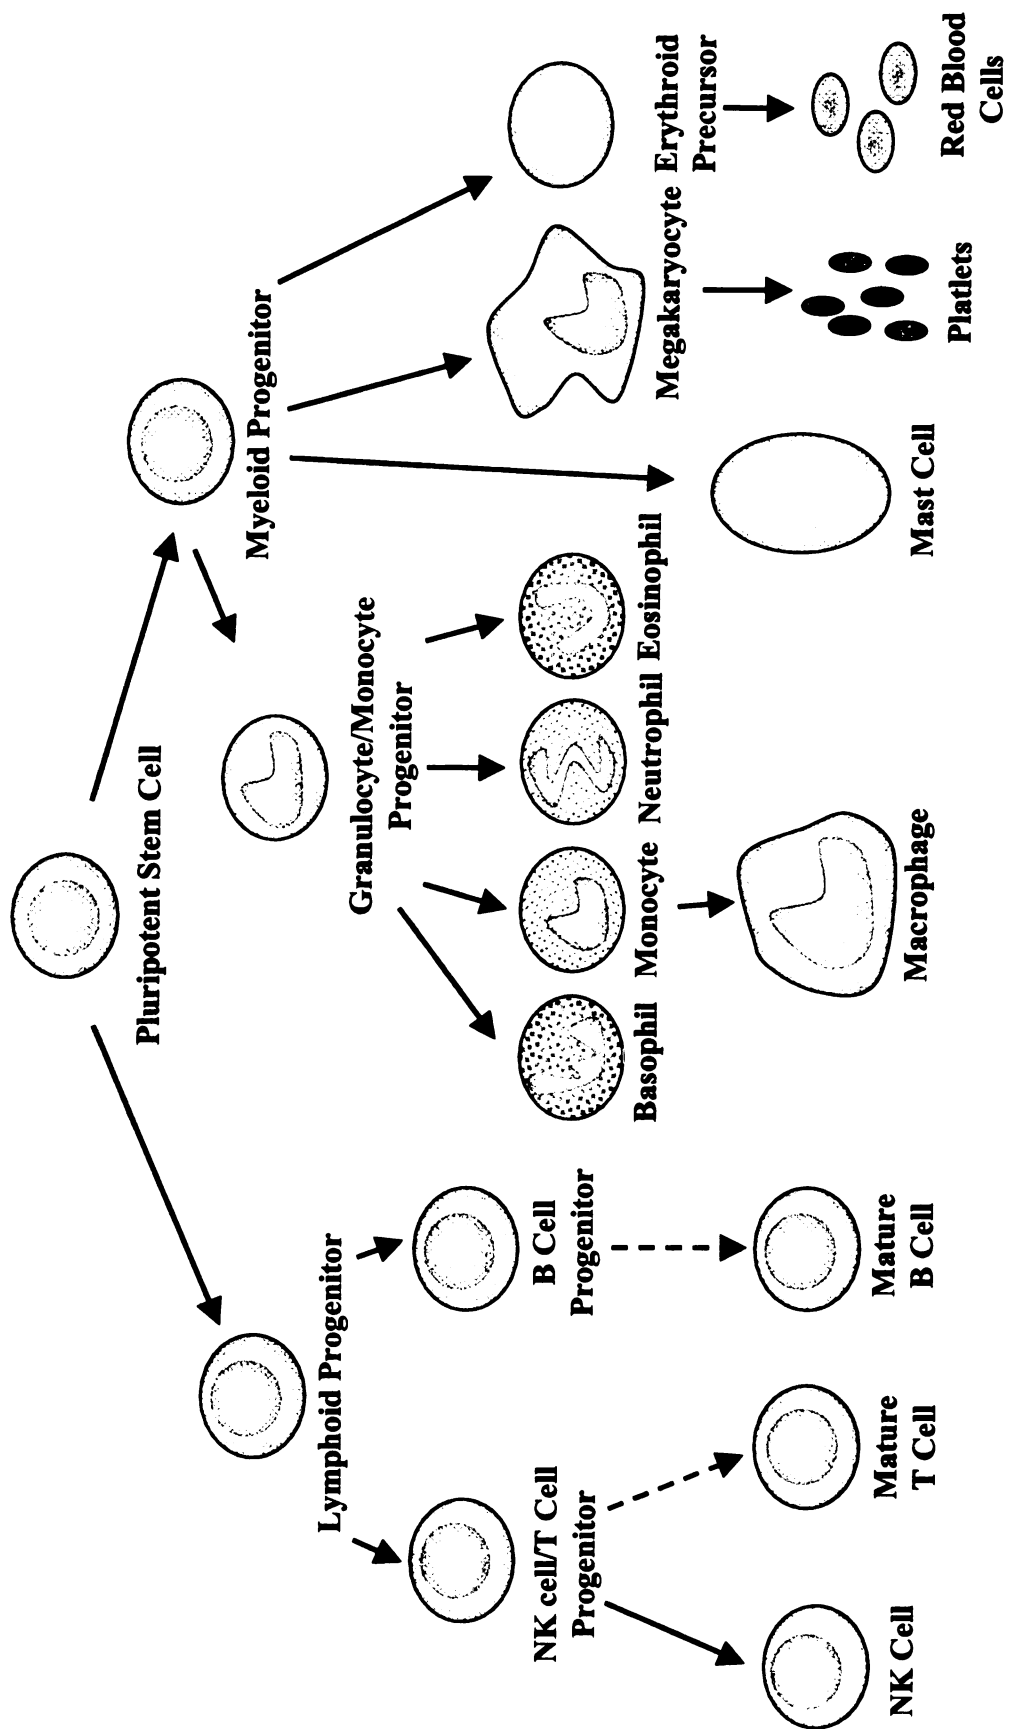 Pluripotent Stem Cell
Myeloid Progenitor
Lymphoid Progenitor
Granulocyte/Monocyte
Progenitor
NK cell/T Cell
Progenitor
B Cell
Progenitor
Basophil
Monocyte
Neutrophil
Eosinophil
Megakaryocyte
Erythroid
Precursor
NK Cell
Mature
T Cell
Mature
B Cell
Macrophage
Mast Cell
Platlets
Red Blood
Cells